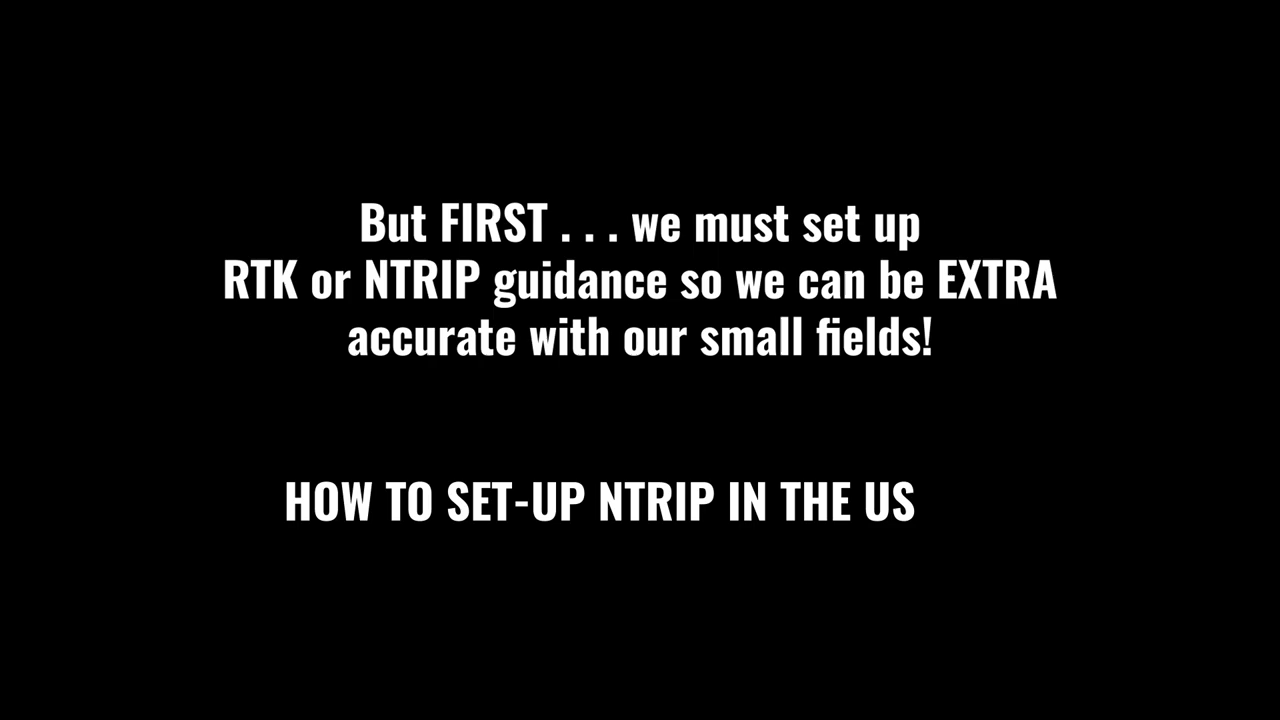 But FIRST . . . we must set up
RTK or NTRIP guidance so we can be EXTRA
accurate with our small fields!
HOW TO SET-UP NTRIP IN THE US